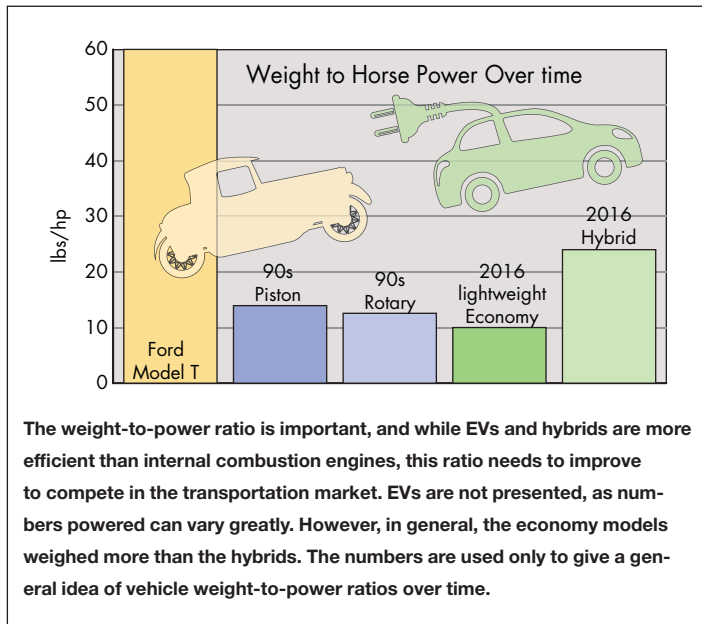 Weight to Horse Power Over time
60
50
40
30
20
10
0
lbs/hp
Ford
Model T
90s
Piston
90s
Rotary
2016
lightweight
Economy
2016
Hybrid
The weight-to-power ratio is important, and while EVs and hybrids are more
efficient than internal combustion engines, this ratio needs to improve
to compete in the transportation market. EVs are not presented, as num-
bers powered can vary greatly. However, in general, the economy models
weighed more than the hybrids. The numbers are used only to give a gen-
eral idea of vehicle weight-to-power ratios over time.